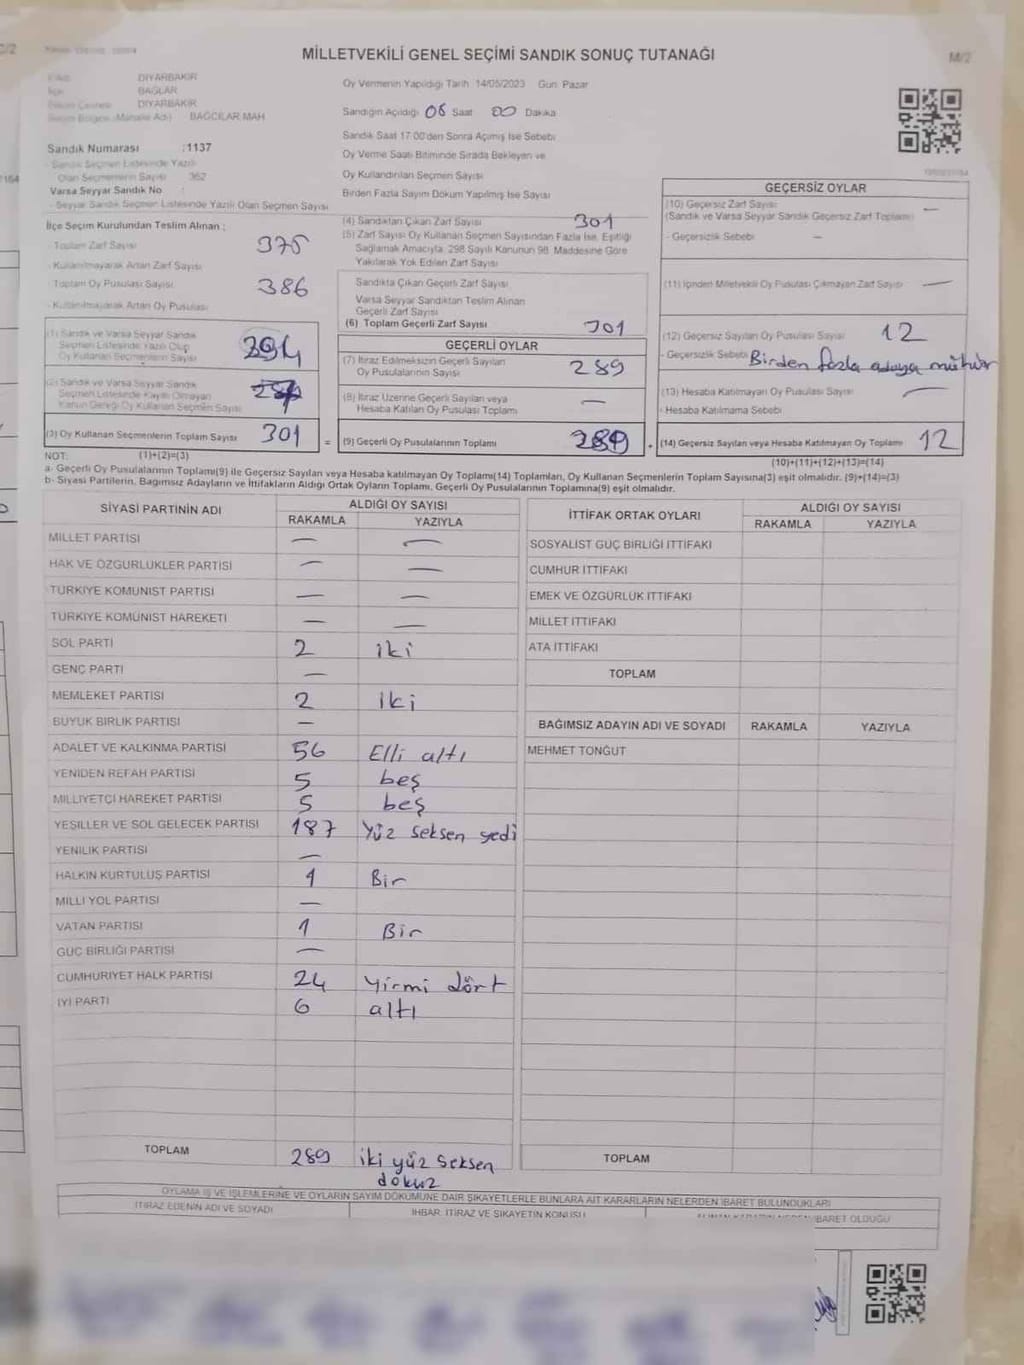 MİLLETVEKİLİ GENEL SEÇİMİ SANDIK SONUÇ TUTANAĞI
M/2
DİYARBAKIR
BAĞLAR
DİYARBAKIR
BAĞCILAR MAH
Oy Vermenin Yapıldığı Tarih 14/05/2023 Gün: Pazar
Sandığın Açıldığı 08 Saat 00 Dakika
Sandık Saat 17:00'den Sonra Açımış İse Sebebi
Oy Verme Saati Bitiminde Sırada Bekleyen ve
Oy Kullandırılan Seçmen Sayısı
Birden Fazla Sayım Döküm Yapılmış İse Sayısı
Sandık Numarası :1137
- Sandık Seçmen Listesinde Yazılı
Olan Seçmenlerin Sayısı 362
Varsa Seyyar Sandık No :
- Seyyar Sandık Seçmen Listesinde Yazılı Olan Seçmen Sayısı
İlçe Seçim Kurulundan Teslim Alınan :
- Toplam Zarf Sayısı 375
- Kullanılmayarak Artan Zarf Sayısı
- Toplam Oy Pusulası Sayısı 386
- Kullanılmayarak Artan Oy Pusulası
(1) Sandık ve Varsa Seyyar Sandık
Seçmen Listesinde Yazılı Olup
Oy Kullanan Seçmenlerin Sayısı
(2) Sandık ve Varsa Seyyar Sandık
Seçmen Listesinde Kayıtlı Olmayan
Kanun Gereği Oy Kullanan Seçmen Sayısı
(3) Oy Kullanan Seçmenlerin Toplam Sayısı 301
(4) Sandıktan Çıkan Zarf Sayısı 301
(5) Zarf Sayısı Oy Kullanan Seçmen Sayısından Fazla İse, Eşitliği
Sağlamak Amacıyla, 298 Sayılı Kanunun 98. Maddesine Göre
Yakılarak Yok Edilen Zarf Sayısı
Sandıkta Çıkan Geçerli Zarf Sayısı
Varsa Seyyar Sandıktan Teslim Alınan
Geçerli Zarf Sayısı
(6) Toplam Geçerli Zarf Sayısı 301
GEÇERLİ OYLAR
(7) İtiraz Edilmeksizin Geçerli Sayılan
Oy Pusulalarının Sayısı 289
(8) İtiraz Üzerine Geçerli Sayılan veya
Hesaba Katılan Oy Pusulası Toplamı —
= (9) Geçerli Oy Pusulalarının Toplamı 289
GEÇERSİZ OYLAR
(10) Geçersiz Zarf Sayısı —
(Sandık ve Varsa Seyyar Sandık Geçersiz Zarf Toplamı)
- Geçersizlik Sebebi —
(11) İçinden Milletvekili Oy Pusulası Çıkmayan Zarf Sayısı —
(12) Geçersiz Sayılan Oy Pusulası Sayısı 12
- Geçersizlik Sebebi Birden fazla adaya mühür
(13) Hesaba Katılmayan Oy Pusulası Sayısı —
- Hesaba Katılmama Sebebi
+ (14) Geçersiz Sayılan veya Hesaba Katılmayan Oy Toplamı 12
NOT: (1)+(2)=(3)
(10)+(11)+(12)+(13)=(14)
a- Geçerli Oy Pusulalarının Toplamı(9) ile Geçersiz Sayılan veya Hesaba katılmayan Oy Toplamı(14) Toplamları, Oy Kullanan Seçmenlerin Toplam Sayısına(3) eşit olmalıdır. (9)+(14)=(3)
b- Siyasi Partilerin, Bağımsız Adayların ve İttifakların Aldığı Ortak Oyların Toplamı, Geçerli Oy Pusulalarının Toplamına(9) eşit olmalıdır.
SİYASİ PARTİNİN ADI ALDIĞI OY SAYISI
RAKAMLA YAZIYLA
MİLLET PARTİSİ — —
HAK VE ÖZGÜRLÜKLER PARTİSİ — —
TÜRKİYE KOMÜNİST PARTİSİ — —
TÜRKİYE KOMÜNİST HAREKETİ — —
SOL PARTİ 2 iki
GENÇ PARTİ —
MEMLEKET PARTİSİ 2 iki
BÜYÜK BİRLİK PARTİSİ —
ADALET VE KALKINMA PARTİSİ 56 Elli altı
YENİDEN REFAH PARTİSİ 5 beş
MİLLİYETÇİ HAREKET PARTİSİ 5 beş
YEŞİLLER VE SOL GELECEK PARTİSİ 187 Yüz seksen yedi
YENİLİK PARTİSİ —
HALKIN KURTULUŞ PARTİSİ 1 Bir
MİLLİ YOL PARTİSİ —
VATAN PARTİSİ 1 Bir
GÜÇ BİRLİĞİ PARTİSİ —
CUMHURİYET HALK PARTİSİ 24 Yirmi dört
İYİ PARTİ 6 altı
TOPLAM 289 iki yüz seksen
dokuz
İTTİFAK ORTAK OYLARI ALDIĞI OY SAYISI
RAKAMLA YAZIYLA
SOSYALİST GÜÇ BİRLİĞİ İTTİFAKI
CUMHUR İTTİFAKI
EMEK VE ÖZGÜRLÜK İTTİFAKI
MİLLET İTTİFAKI
ATA İTTİFAKI
TOPLAM
BAĞIMSIZ ADAYIN ADI VE SOYADI RAKAMLA YAZIYLA
MEHMET TONĞUT
TOPLAM
OYLAMA İŞ VE İŞLEMLERİNE VE OYLARIN SAYIM DÖKÜMÜNE DAİR ŞİKAYETLERLE BUNLARA AİT KARARLARIN NELERDEN İBARET BULUNDUKLARI
İTİRAZ EDENİN ADI VE SOYADI İHBAR, İTİRAZ VE ŞİKAYETİN KONUSU İBARET OLDUĞU